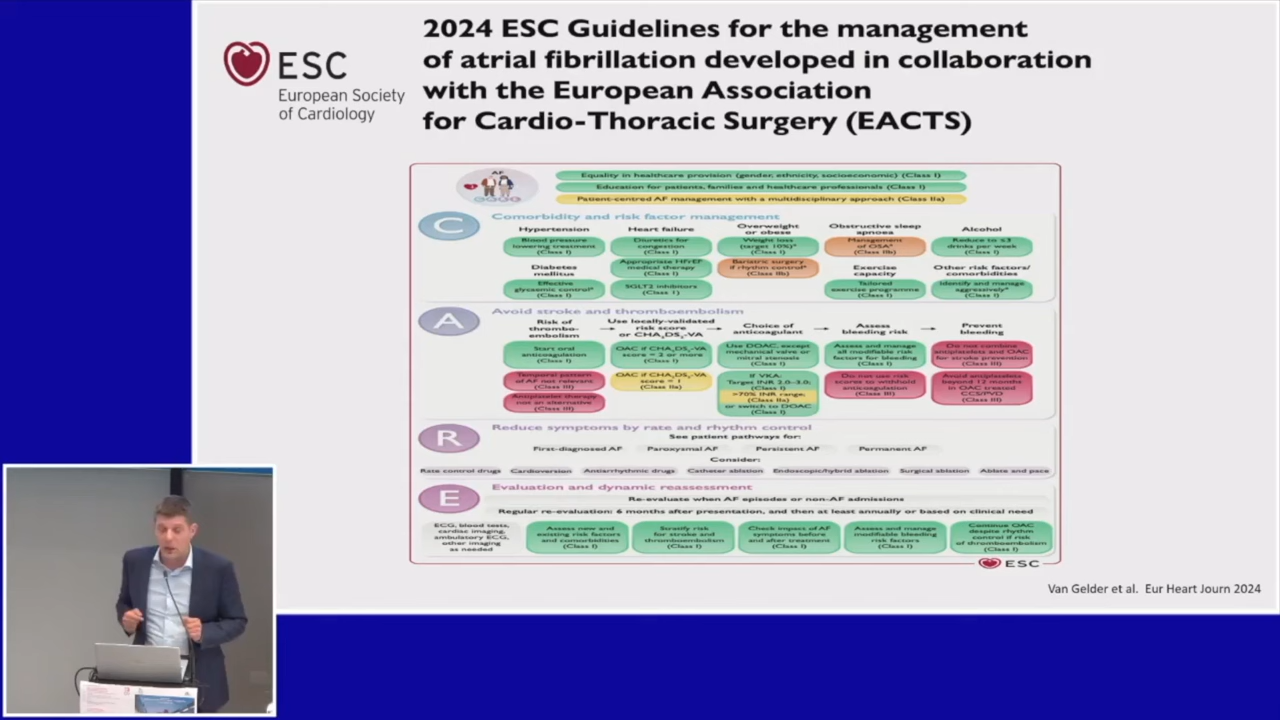 2024 ESC Guidelines for the management
of atrial fibrillation developed in collaboration
with the European Association
for Cardio-Thoracic Surgery (EACTS)
ESC
European Society
of Cardiology
AF
Equality in healthcare provision (gender, ethnicity, socioeconomic) (Class I)
Education for patients, families and healthcare professionals (Class I)
Patient-centred AF management with a multidisciplinary approach (Class IIa)
C
Comorbidity and risk factor management
Hypertension
Blood pressure
lowering treatment
(Class I)
Diabetes
mellitus
Effective
glycaemic control*
(Class I)
Heart failure
Diuretics for
congestion
(Class I)
Appropriate HFrEF
medical therapy
(Class I)
SGLT2 inhibitors
(Class I)
Overweight
or obese
Weight loss
(target 10%)*
(Class I)
Bariatric surgery
if rhythm control*
(Class IIb)
Obstructive sleep
apnoea
Management
of OSA*
(Class IIb)
Exercise
capacity
Tailored
exercise programme
(Class I)
Alcohol
Reduce to ≤3
drinks per week
(Class I)
Other risk factors/
comorbidities
Identify and manage
aggressively*
(Class I)
A
Avoid stroke and thromboembolism
Risk of
thrombo-
embolism
Start oral
anticoagulation
(Class I)
Temporal pattern
of AF not relevant
(Class III)
Antiplatelet therapy
not an alternative
(Class III)
Use locally-validated
risk score
or CHA₂DS₂-VA
OAC if CHA₂DS₂-VA
score = 2 or more
(Class I)
OAC if CHA₂DS₂-VA
score = 1
(Class IIa)
Choice of
anticoagulant
Use DOAC, except
mechanical valve or
mitral stenosis
(Class I)
If VKA:
Target INR 2.0–3.0;
(Class I)
>70% INR range;
(Class IIa)
or switch to DOAC
(Class I)
Assess
bleeding risk
Assess and manage
all modifiable risk
factors for bleeding
(Class I)
Do not use risk
scores to withhold
anticoagulation
(Class III)
Prevent
bleeding
Do not combine
antiplatelets and OAC
for stroke prevention
(Class III)
Avoid antiplatelets
beyond 12 months
in OAC treated
CCS/PVD
(Class III)
R
Reduce symptoms by rate and rhythm control
See patient pathways for:
First-diagnosed AF Paroxysmal AF Persistent AF Permanent AF
Consider:
Rate control drugs Cardioversion Antiarrhythmic drugs Catheter ablation Endoscopic/hybrid ablation Surgical ablation Ablate and pace
E
Evaluation and dynamic reassessment
Re-evaluate when AF episodes or non-AF admissions
Regular re-evaluation: 6 months after presentation, and then at least annually or based on clinical need
ECG, blood tests,
cardiac imaging,
ambulatory ECG,
other imaging
as needed
Assess new and
existing risk factors
and comorbidities
(Class I)
Stratify risk
for stroke and
thromboembolism
(Class I)
Check impact of AF
symptoms before
and after treatment
(Class I)
Assess and manage
modifiable bleeding
risk factors
(Class I)
Continue OAC
despite rhythm
control if risk
of thromboembolism
(Class I)
ESC
Van Gelder et al. Eur Heart Journ 2024